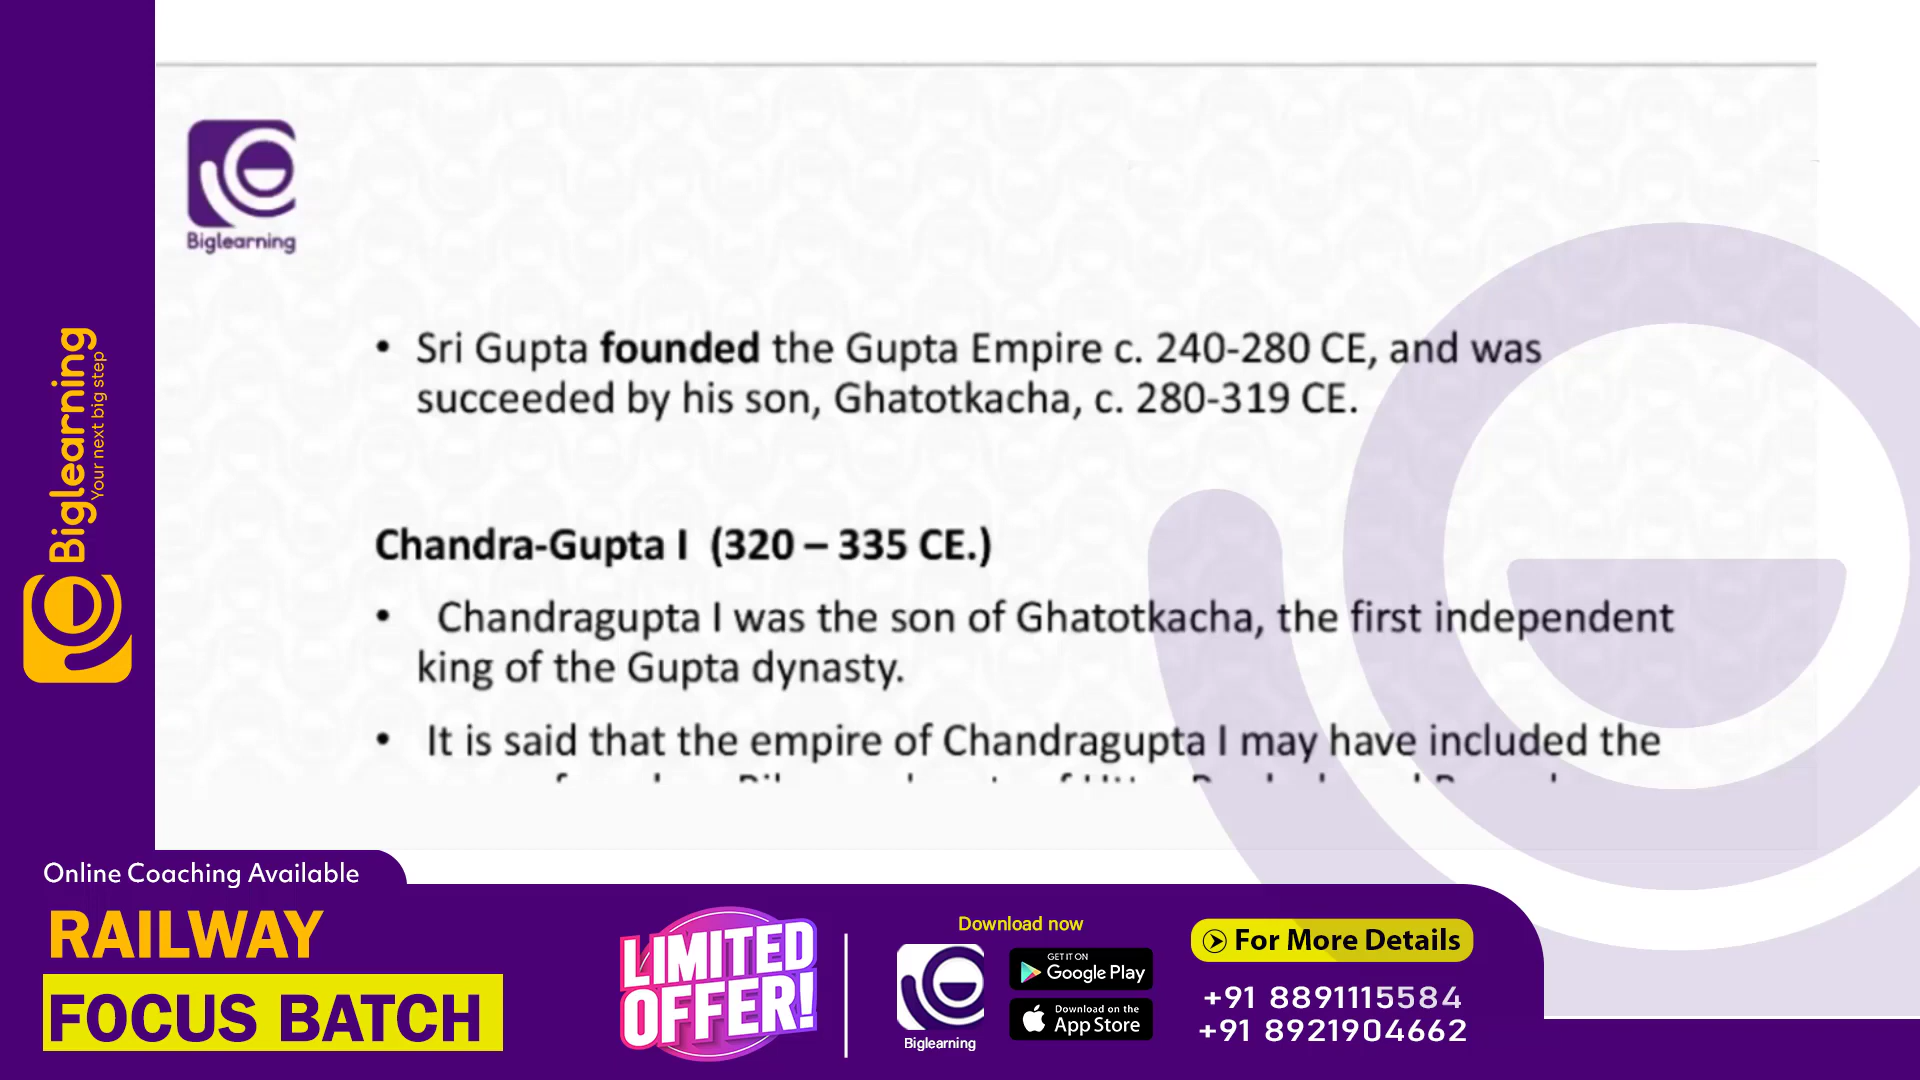 Biglearning
• Sri Gupta founded the Gupta Empire c. 240-280 CE, and was
succeeded by his son, Ghatotkacha, c. 280-319 CE.
Chandra-Gupta I (320 – 335 CE.)
• Chandragupta I was the son of Ghatotkacha, the first independent
king of the Gupta dynasty.
• It is said that the empire of Chandragupta I may have included the
Biglearning
Your next big step
Online Coaching Available
RAILWAY
FOCUS BATCH
LIMITED
OFFER!
Download now
Biglearning
GET IT ON
Google Play
Download on the
App Store
For More Details
+91 8891115584
+91 8921904662